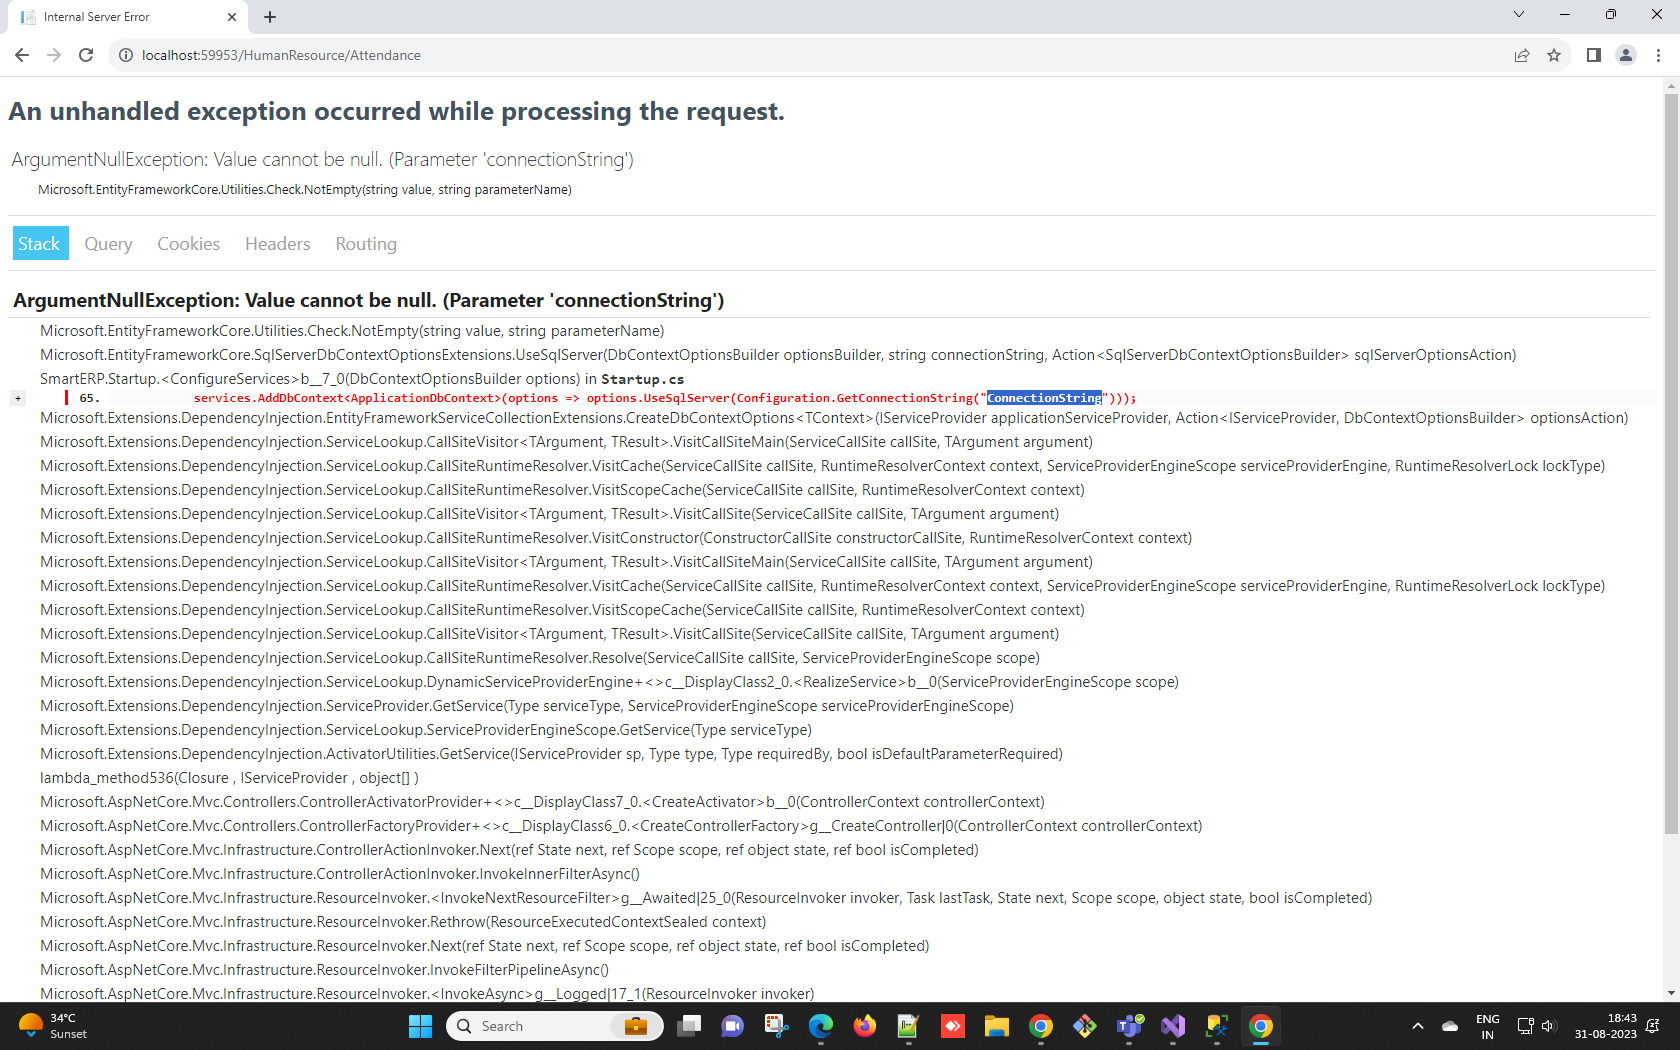 Internal Server Error
localhost:59953/HumanResource/Attendance
An unhandled exception occurred while processing the request.
ArgumentNullException: Value cannot be null. (Parameter 'connectionString')
Microsoft.EntityFrameworkCore.Utilities.Check.NotEmpty(string value, string parameterName)
Stack Query Cookies Headers Routing
ArgumentNullException: Value cannot be null. (Parameter 'connectionString')
Microsoft.EntityFrameworkCore.Utilities.Check.NotEmpty(string value, string parameterName)
Microsoft.EntityFrameworkCore.SqlServerDbContextOptionsExtensions.UseSqlServer(DbContextOptionsBuilder optionsBuilder, string connectionString, Action<SqlServerDbContextOptionsBuilder> sqlServerOptionsAction)
SmartERP.Startup.<ConfigureServices>b__7_0(DbContextOptionsBuilder options) in Startup.cs
+ 65. services.AddDbContext<ApplicationDbContext>(options => options.UseSqlServer(Configuration.GetConnectionString("ConnectionString")));
Microsoft.Extensions.DependencyInjection.EntityFrameworkServiceCollectionExtensions.CreateDbContextOptions<TContext>(IServiceProvider applicationServiceProvider, Action<IServiceProvider, DbContextOptionsBuilder> optionsAction)
Microsoft.Extensions.DependencyInjection.ServiceLookup.CallSiteVisitor<TArgument, TResult>.VisitCallSiteMain(ServiceCallSite callSite, TArgument argument)
Microsoft.Extensions.DependencyInjection.ServiceLookup.CallSiteRuntimeResolver.VisitCache(ServiceCallSite callSite, RuntimeResolverContext context, ServiceProviderEngineScope serviceProviderEngine, RuntimeResolverLock lockType)
Microsoft.Extensions.DependencyInjection.ServiceLookup.CallSiteRuntimeResolver.VisitScopeCache(ServiceCallSite callSite, RuntimeResolverContext context)
Microsoft.Extensions.DependencyInjection.ServiceLookup.CallSiteVisitor<TArgument, TResult>.VisitCallSite(ServiceCallSite callSite, TArgument argument)
Microsoft.Extensions.DependencyInjection.ServiceLookup.CallSiteRuntimeResolver.VisitConstructor(ConstructorCallSite constructorCallSite, RuntimeResolverContext context)
Microsoft.Extensions.DependencyInjection.ServiceLookup.CallSiteVisitor<TArgument, TResult>.VisitCallSiteMain(ServiceCallSite callSite, TArgument argument)
Microsoft.Extensions.DependencyInjection.ServiceLookup.CallSiteRuntimeResolver.VisitCache(ServiceCallSite callSite, RuntimeResolverContext context, ServiceProviderEngineScope serviceProviderEngine, RuntimeResolverLock lockType)
Microsoft.Extensions.DependencyInjection.ServiceLookup.CallSiteRuntimeResolver.VisitScopeCache(ServiceCallSite callSite, RuntimeResolverContext context)
Microsoft.Extensions.DependencyInjection.ServiceLookup.CallSiteVisitor<TArgument, TResult>.VisitCallSite(ServiceCallSite callSite, TArgument argument)
Microsoft.Extensions.DependencyInjection.ServiceLookup.CallSiteRuntimeResolver.Resolve(ServiceCallSite callSite, ServiceProviderEngineScope scope)
Microsoft.Extensions.DependencyInjection.ServiceLookup.DynamicServiceProviderEngine+<>c__DisplayClass2_0.<RealizeService>b__0(ServiceProviderEngineScope scope)
Microsoft.Extensions.DependencyInjection.ServiceProvider.GetService(Type serviceType, ServiceProviderEngineScope serviceProviderEngineScope)
Microsoft.Extensions.DependencyInjection.ServiceLookup.ServiceProviderEngineScope.GetService(Type serviceType)
Microsoft.Extensions.DependencyInjection.ActivatorUtilities.GetService(IServiceProvider sp, Type type, Type requiredBy, bool isDefaultParameterRequired)
lambda_method536(Closure , IServiceProvider , object[] )
Microsoft.AspNetCore.Mvc.Controllers.ControllerActivatorProvider+<>c__DisplayClass7_0.<CreateActivator>b__0(ControllerContext controllerContext)
Microsoft.AspNetCore.Mvc.Controllers.ControllerFactoryProvider+<>c__DisplayClass6_0.<CreateControllerFactory>g__CreateController|0(ControllerContext controllerContext)
Microsoft.AspNetCore.Mvc.Infrastructure.ControllerActionInvoker.Next(ref State next, ref Scope scope, ref object state, ref bool isCompleted)
Microsoft.AspNetCore.Mvc.Infrastructure.ControllerActionInvoker.InvokeInnerFilterAsync()
Microsoft.AspNetCore.Mvc.Infrastructure.ResourceInvoker.<InvokeNextResourceFilter>g__Awaited|25_0(ResourceInvoker invoker, Task lastTask, State next, Scope scope, object state, bool isCompleted)
Microsoft.AspNetCore.Mvc.Infrastructure.ResourceInvoker.Rethrow(ResourceExecutedContextSealed context)
Microsoft.AspNetCore.Mvc.Infrastructure.ResourceInvoker.Next(ref State next, ref Scope scope, ref object state, ref bool isCompleted)
Microsoft.AspNetCore.Mvc.Infrastructure.ResourceInvoker.InvokeFilterPipelineAsync()
Microsoft.AspNetCore.Mvc.Infrastructure.ResourceInvoker.<InvokeAsync>g__Logged|17_1(ResourceInvoker invoker)
34°C
Sunset
Search
ENG
IN
18:43
31-08-2023